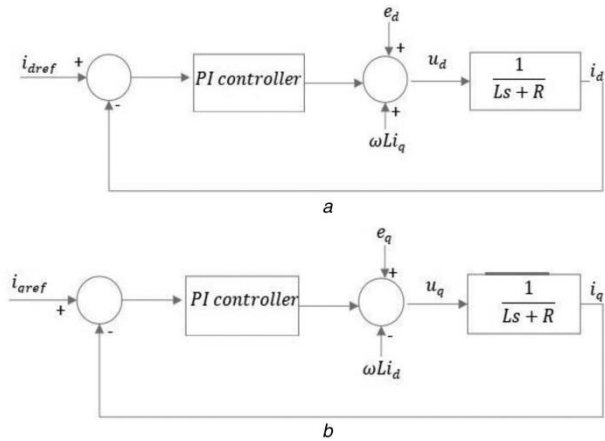 e_d
i_dref + + u_d 1 i_d
PI controller
- + Ls + R
ωLi_q
a
e_q
i_qref + + u_q 1 i_q
PI controller
- - Ls + R
ωLi_d
b